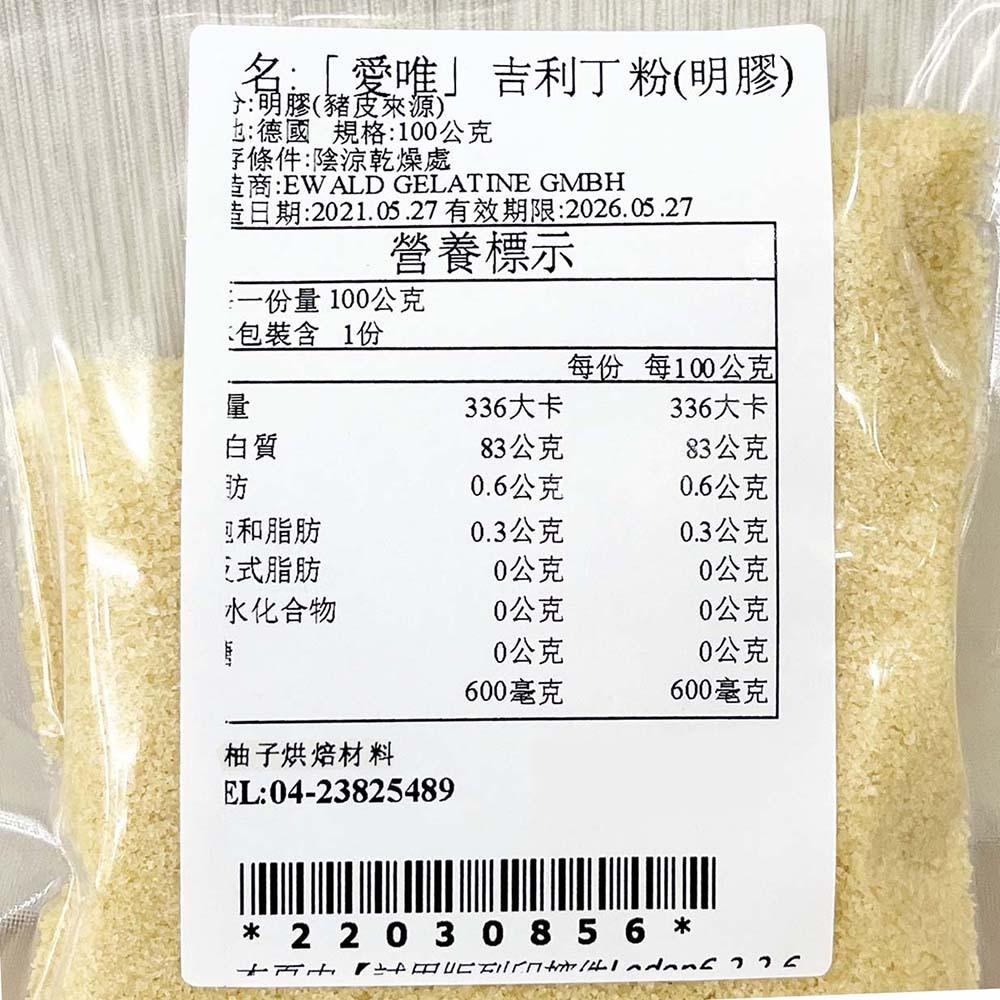 名:「愛唯」吉利丁粉(明膠)
:明膠(豬皮來源)
:德國 規格:100公克
存條件:陰涼乾燥處
造商:EWALD GELATINE GMBH
造日期:2021.05.27有效期限:2026.05.27
營養標示
一份量 100公克
包裝含 1份
每份 每100公克
量 336大卡 336大卡
白質 83公克 83公克
肪 0.6公克 0.6公克
飽和脂肪 0.3公克 0.3公克
反式脂肪 0公克 0公克
水化合物 0公克 0公克
糖 0公克 0公克
600毫克 600毫克
柚子烘焙材料
EL:04-23825489
*22030856*